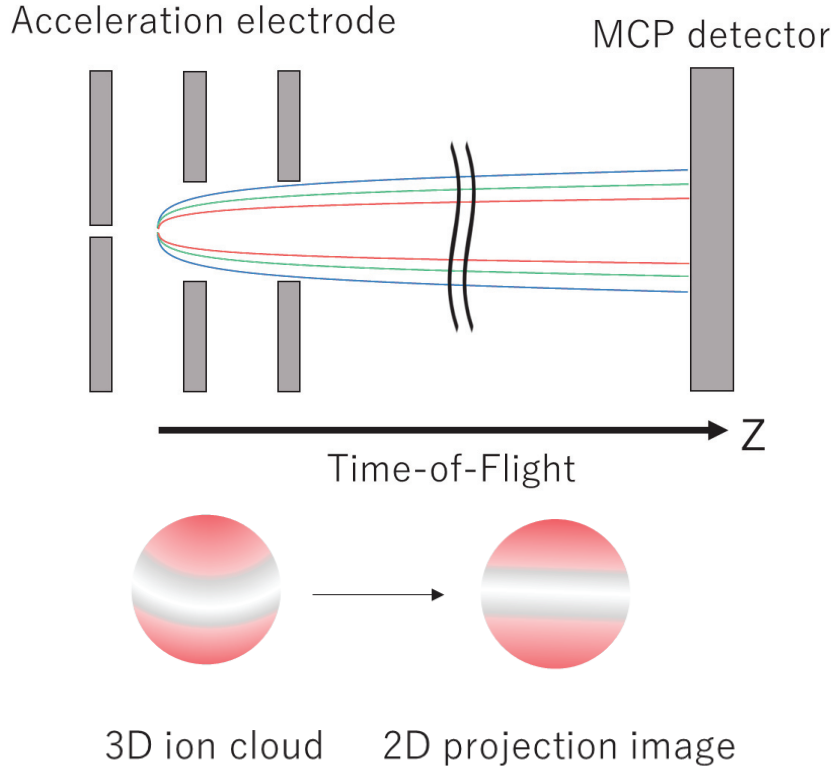 Acceleration electrode
MCP detector
Z
Time-of-Flight
3D ion cloud
2D projection image